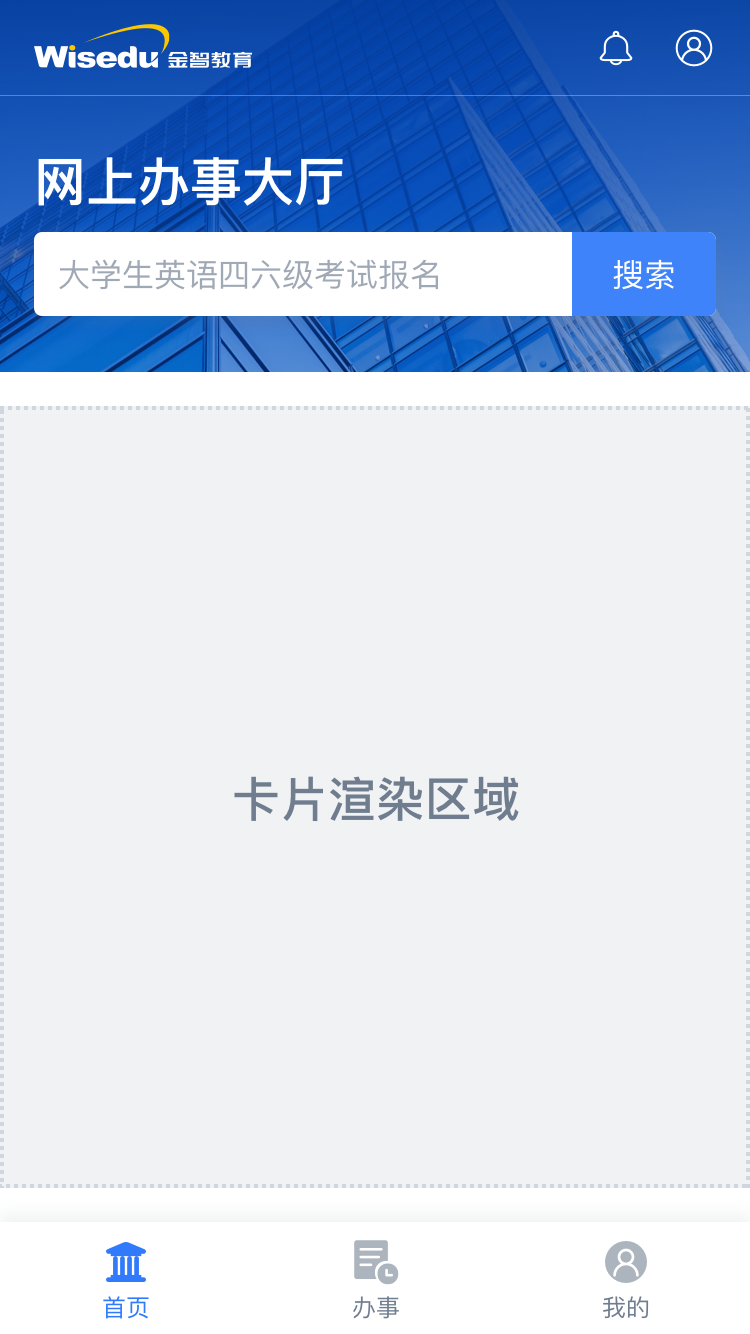 Wisedu 金智教育
网上办事大厅
大学生英语四六级考试报名
搜索
卡片渲染区域
首页
办事
我的